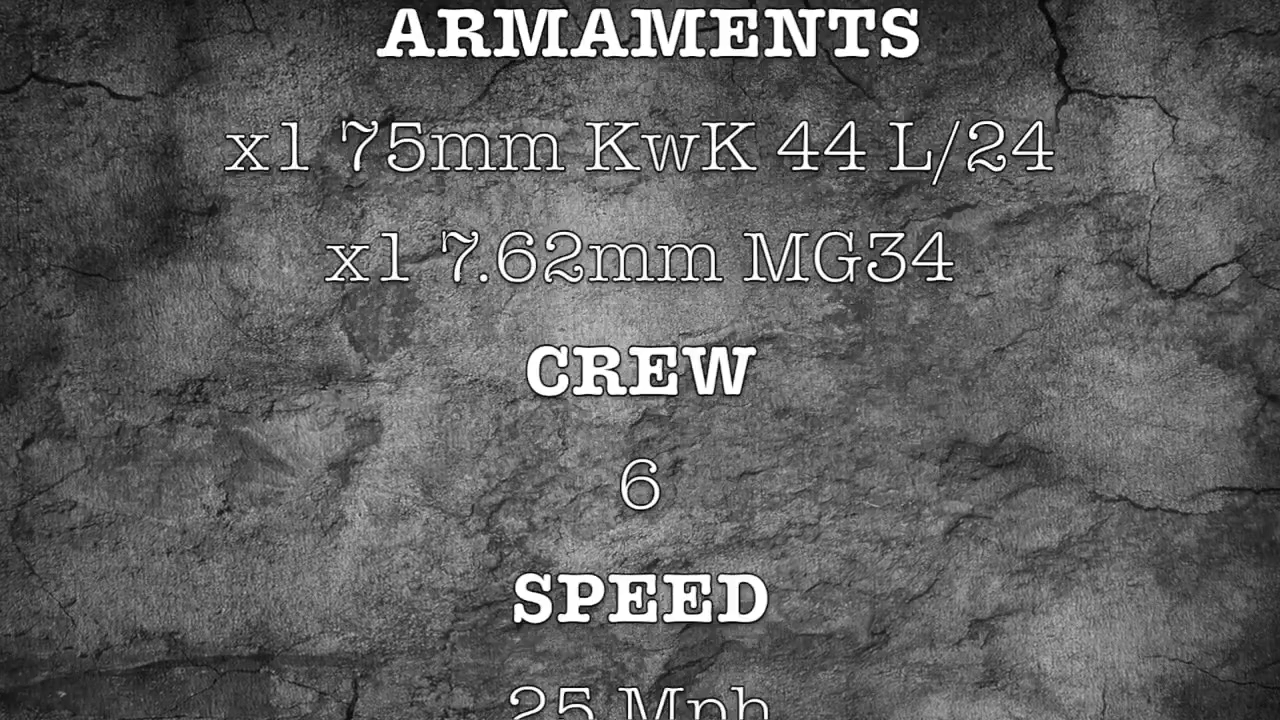 ARMAMENTS
x1 75mm KwK 44 L/24
x1 7.62mm MG34
CREW
6
SPEED
25 Mph